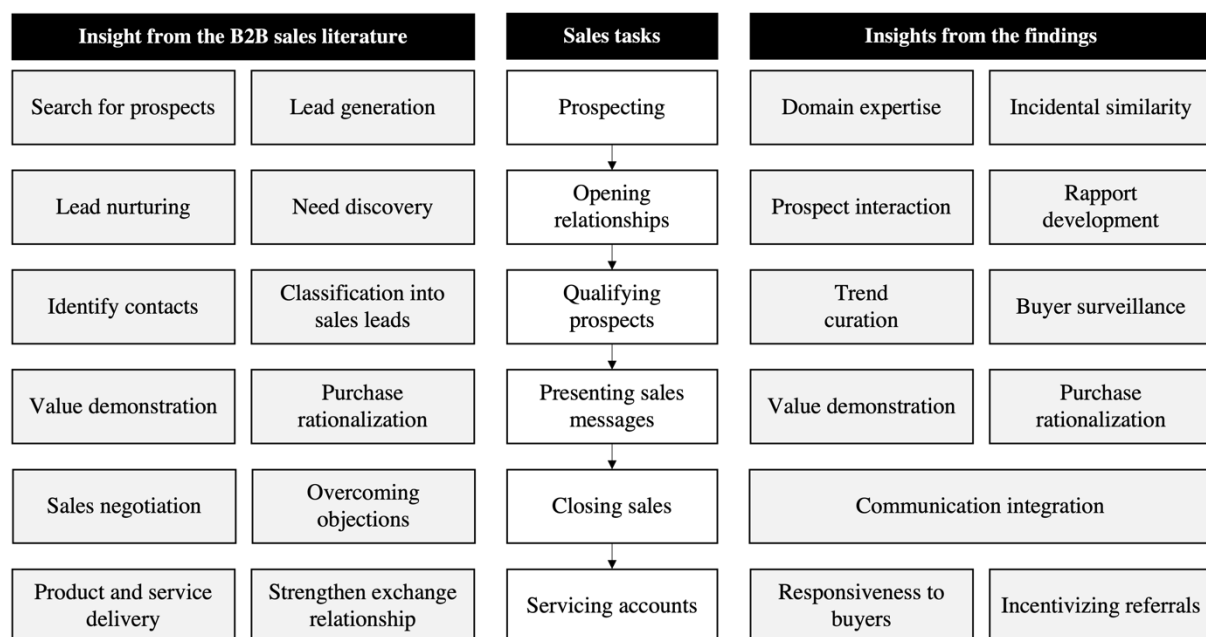 Insight from the B2B sales literature
Sales tasks
Insights from the findings
Search for prospects
Lead generation
Prospecting
Domain expertise
Incidental similarity
Lead nurturing
Need discovery
Opening
relationships
Prospect interaction
Rapport
development
Identify contacts
Classification into
sales leads
Qualifying
prospects
Trend
curation
Buyer surveillance
Value demonstration
Purchase
rationalization
Presenting sales
messages
Value demonstration
Purchase
rationalization
Sales negotiation
Overcoming
objections
Closing sales
Communication integration
Product and service
delivery
Strengthen exchange
relationship
Servicing accounts
Responsiveness to
buyers
Incentivizing referrals